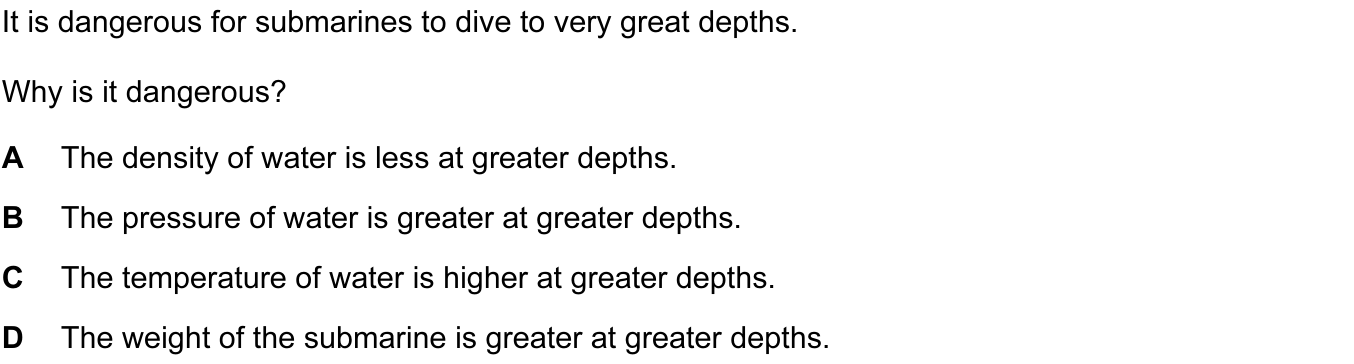 It is dangerous for submarines to dive to very great depths.
Why is it dangerous?
A The density of water is less at greater depths.
B The pressure of water is greater at greater depths.
C The temperature of water is higher at greater depths.
D The weight of the submarine is greater at greater depths.